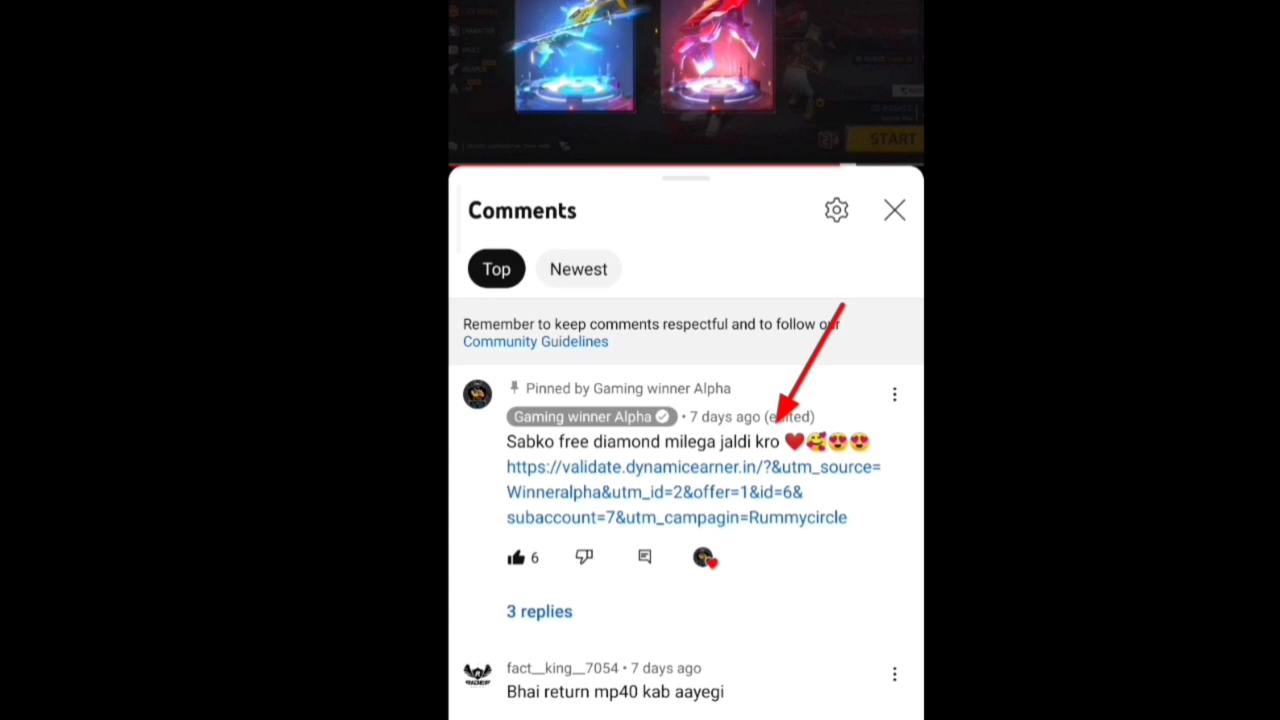 START
Comments
Top
Newest
Remember to keep comments respectful and to follow our
Community Guidelines
Pinned by Gaming winner Alpha
Gaming winner Alpha • 7 days ago (edited)
Sabko free diamond milega jaldi kro ❤️🥰😍😍
https://validate.dynamicearner.in/?&utm_source=
Winneralpha&utm_id=2&offer=1&id=6&
subaccount=7&utm_campagin=Rummycircle
6
3 replies
fact__king__7054 • 7 days ago
Bhai return mp40 kab aayegi